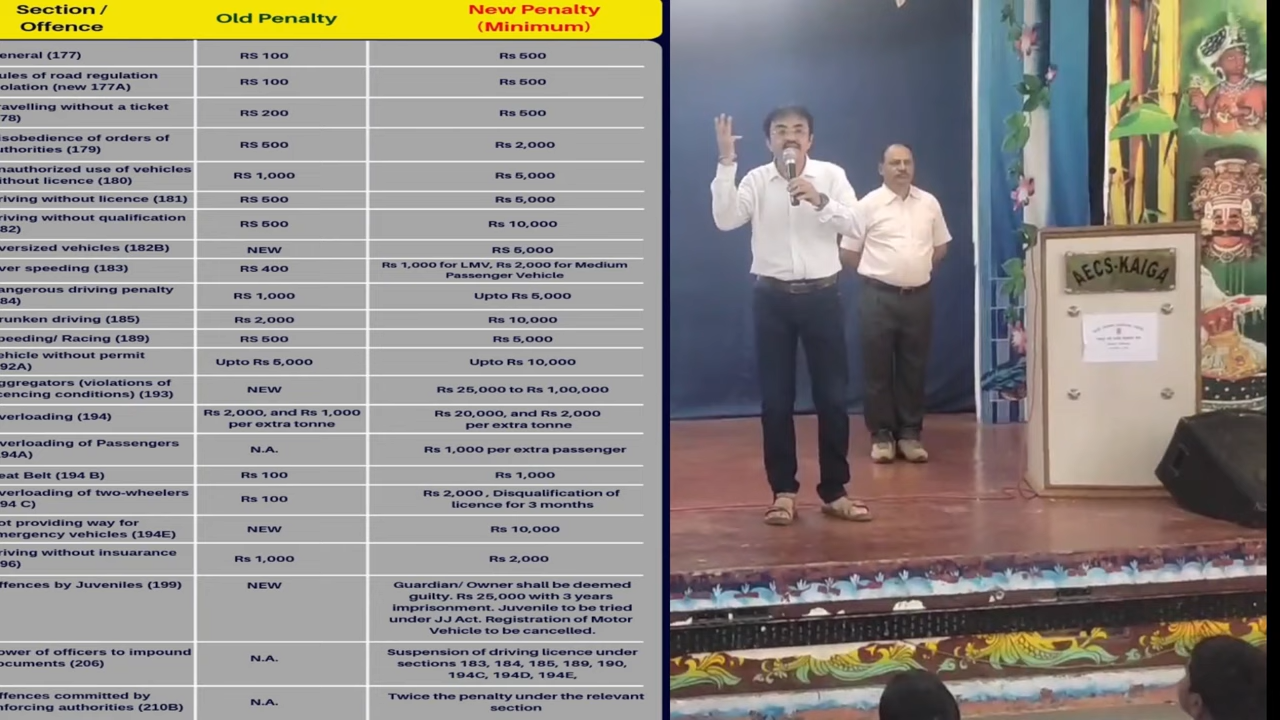 Section /
Offence
Old Penalty
New Penalty
(Minimum)
eneral (177)
RS 100
Rs 500
ules of road regulation
olation (new 177A)
RS 100
Rs 500
ravelling without a ticket
78)
RS 200
Rs 500
isobedience of orders of
uthorities (179)
RS 500
Rs 2,000
nauthorized use of vehicles
ithout licence (180)
RS 1,000
Rs 5,000
riving without licence (181)
RS 500
Rs 5,000
riving without qualification
82)
RS 500
Rs 10,000
versized vehicles (182B)
NEW
RS 5,000
ver speeding (183)
RS 400
Rs 1,000 for LMV, Rs 2,000 for Medium
Passenger Vehicle
angerous driving penalty
84)
RS 1,000
Upto Rs 5,000
runken driving (185)
Rs 2,000
Rs 10,000
peeding/ Racing (189)
RS 500
Rs 5,000
ehicle without permit
92A)
Upto Rs 5,000
Upto Rs 10,000
ggregators (violations of
cencing conditions) (193)
NEW
Rs 25,000 to Rs 1,00,000
verloading (194)
Rs 2,000, and Rs 1,000
per extra tonne
Rs 20,000, and Rs 2,000
per extra tonne
verloading of Passengers
94A)
N.A.
Rs 1,000 per extra passenger
eat Belt (194 B)
Rs 100
Rs 1,000
verloading of two-wheelers
94 C)
Rs 100
Rs 2,000 , Disqualification of
licence for 3 months
ot providing way for
mergency vehicles (194E)
NEW
Rs 10,000
riving without insuarance
96)
Rs 1,000
Rs 2,000
ffences by Juveniles (199)
NEW
Guardian/ Owner shall be deemed
guilty. Rs 25,000 with 3 years
imprisonment. Juvenile to be tried
under JJ Act. Registration of Motor
Vehicle to be cancelled.
ower of officers to impound
ocuments (206)
N.A.
Suspension of driving licence under
sections 183, 184, 185, 189, 190,
194C, 194D, 194E,
ffences committed by
nforcing authorities (210B)
N.A.
Twice the penalty under the relevant
section
AECS-KAIGA